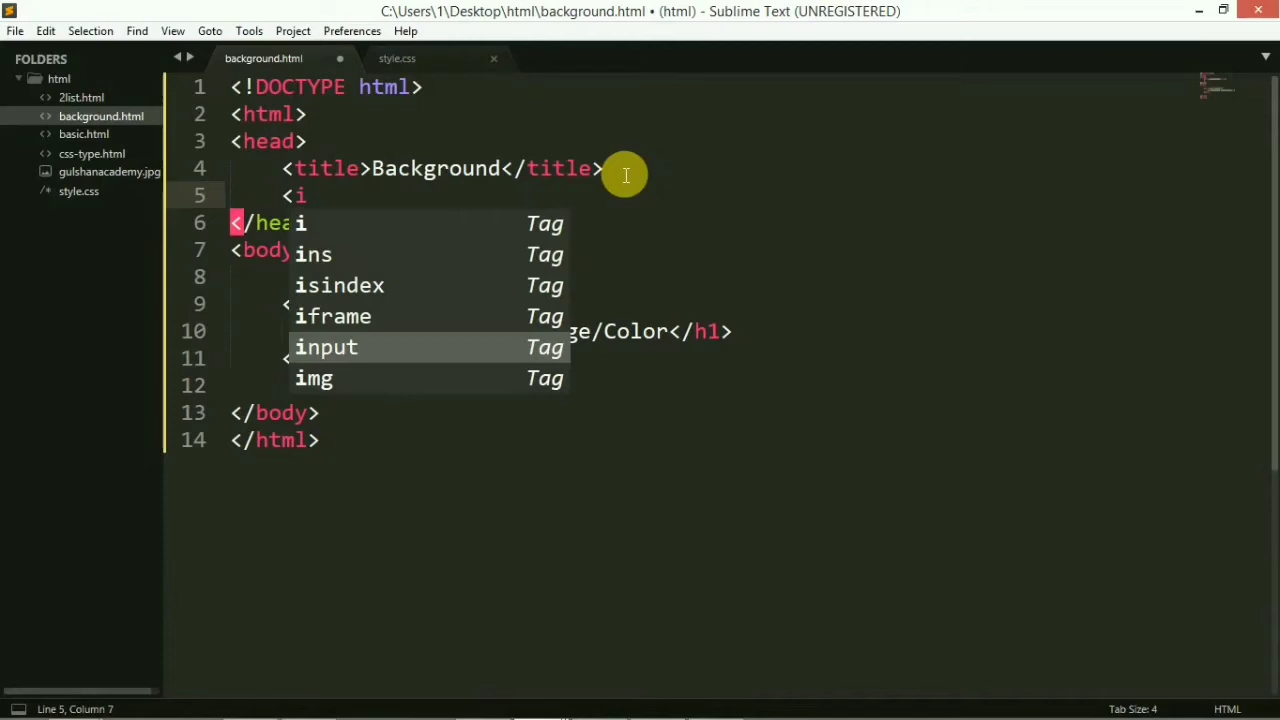 C:\Users\1\Desktop\html\background.html • (html) - Sublime Text (UNREGISTERED)
File Edit Selection Find View Goto Tools Project Preferences Help
FOLDERS
html
2list.html
background.html
basic.html
css-type.html
gulshanacademy.jpg
style.css
background.html style.css
1 <!DOCTYPE html>
2 <html>
3 <head>
4 <title>Background</title>
5 <i
6 </hea
7 <body
8
9 <
10 ge/Color</h1>
11 <
12
13 </body>
14 </html>
i Tag
ins Tag
isindex Tag
iframe Tag
input Tag
img Tag
Line 5, Column 7
Tab Size: 4
HTML